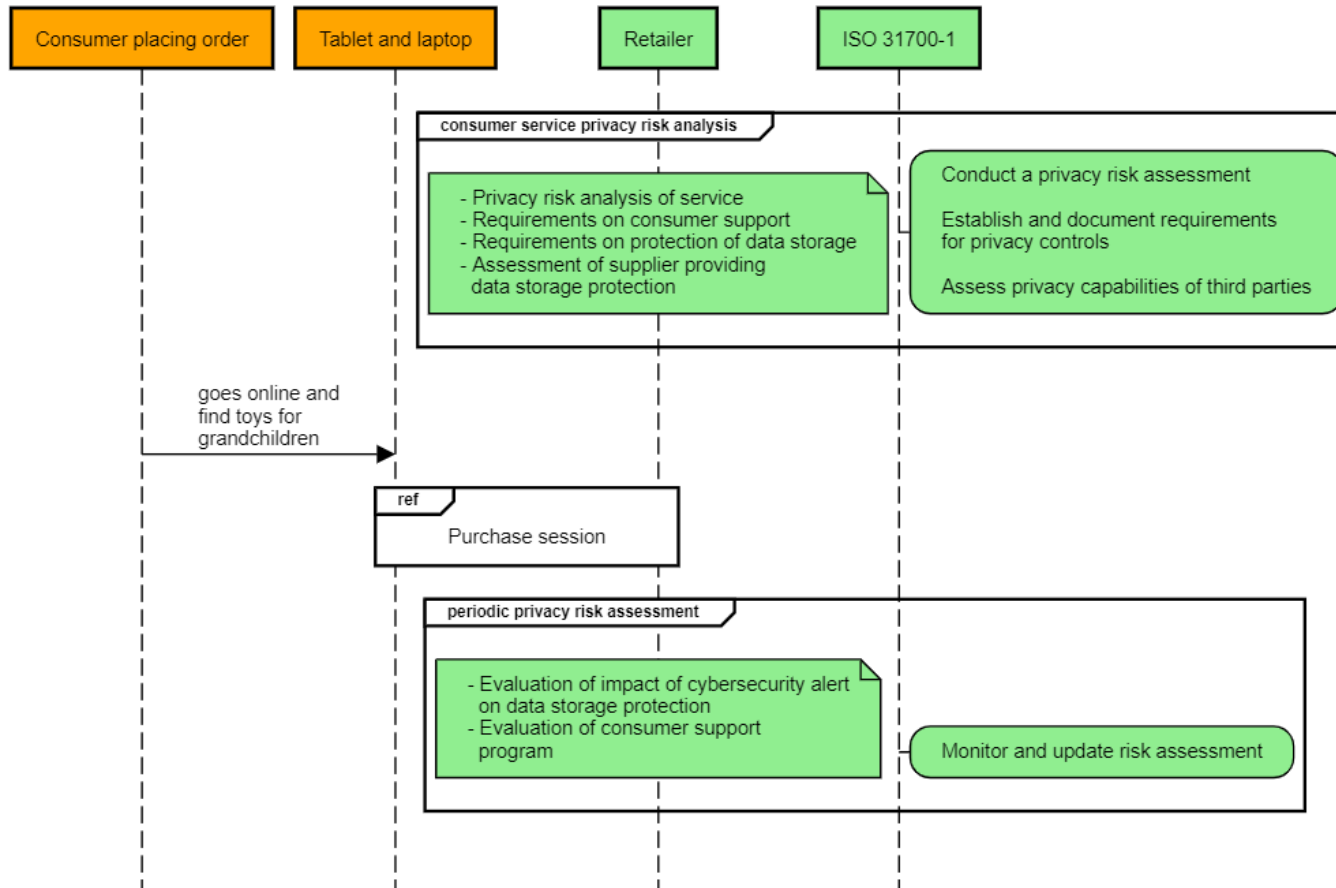 Consumer placing order
Tablet and laptop
Retailer
ISO 31700-1
consumer service privacy risk analysis
- Privacy risk analysis of service
- Requirements on consumer support
- Requirements on protection of data storage
- Assessment of supplier providing
data storage protection
Conduct a privacy risk assessment
Establish and document requirements
for privacy controls
Assess privacy capabilities of third parties
goes online and
find toys for
grandchildren
ref
Purchase session
periodic privacy risk assessment
- Evaluation of impact of cybersecurity alert
on data storage protection
- Evaluation of consumer support
program
Monitor and update risk assessment